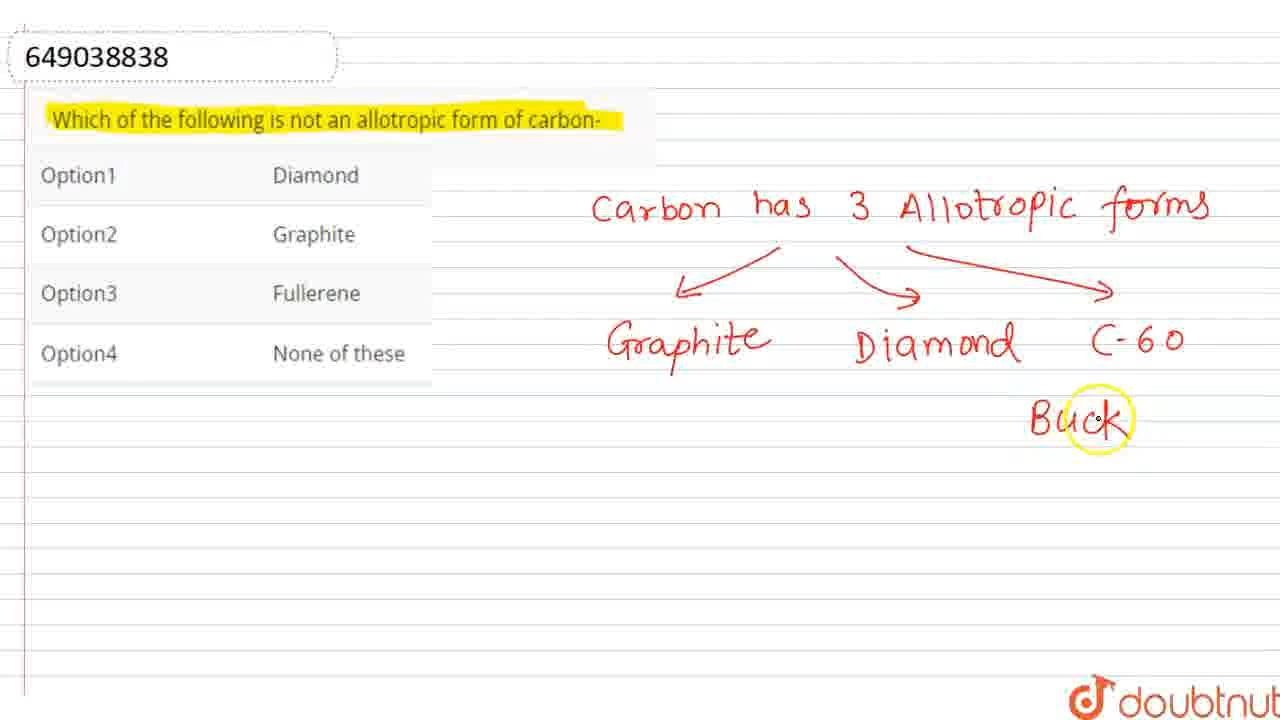 649038838
Which of the following is not an allotropic form of carbon-
Option1 Diamond
Option2 Graphite
Option3 Fullerene
Option4 None of these
Carbon has 3 Allotropic forms
Graphite Diamond C-60
Buck
doubtnut